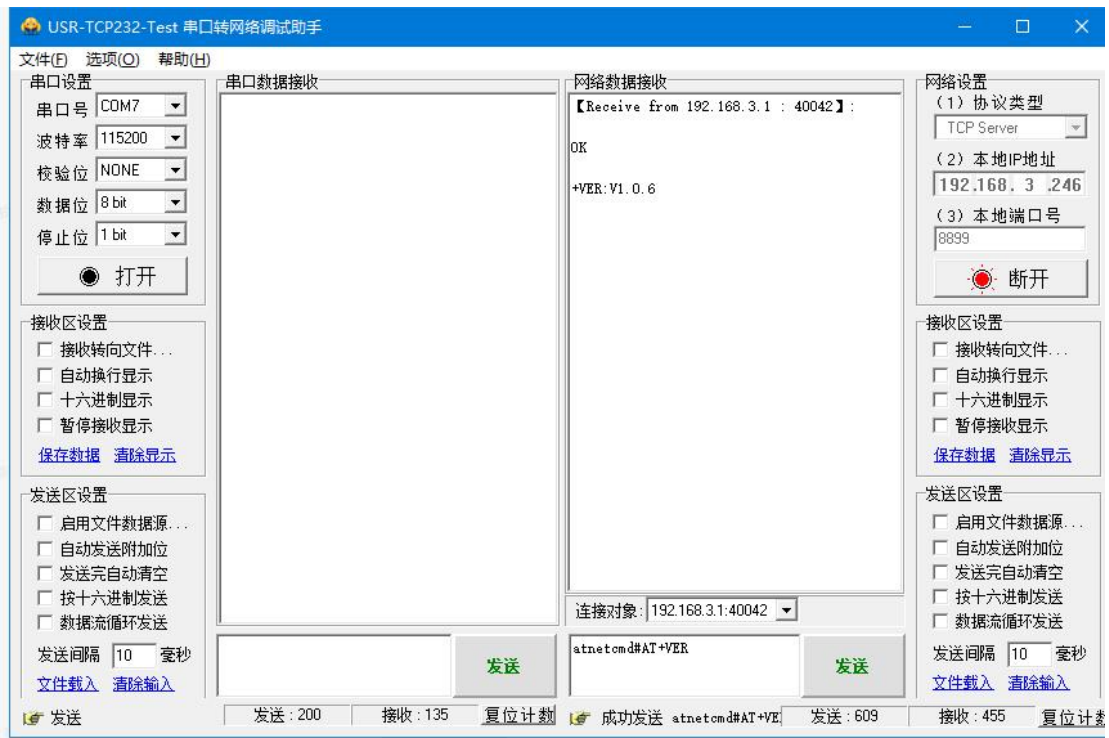 USR-TCP232-Test 串口转网络调试助手
文件(F) 选项(O) 帮助(H)
串口设置
串口号 COM7
波特率 115200
校验位 NONE
数据位 8 bit
停止位 1 bit
打开
接收区设置
接收转向文件...
自动换行显示
十六进制显示
暂停接收显示
保存数据 清除显示
发送区设置
启用文件数据源...
自动发送附加位
发送完自动清空
按十六进制发送
数据流循环发送
发送间隔 10 毫秒
文件载入 清除输入
串口数据接收
发送
网络数据接收
【Receive from 192.168.3.1 : 40042】:
OK
+VER:V1.0.6
连接对象: 192.168.3.1:40042
atnetcmd#AT+VER
发送
网络设置
(1) 协议类型
TCP Server
(2) 本地IP地址
192.168. 3 .246
(3) 本地端口号
8899
断开
接收区设置
接收转向文件...
自动换行显示
十六进制显示
暂停接收显示
保存数据 清除显示
发送区设置
启用文件数据源...
自动发送附加位
发送完自动清空
按十六进制发送
数据流循环发送
发送间隔 10 毫秒
文件载入 清除输入
发送 发送 : 200 接收 : 135 复位计数 成功发送 atnetcmd#AT+VE 发送 : 609 接收 : 455 复位计数